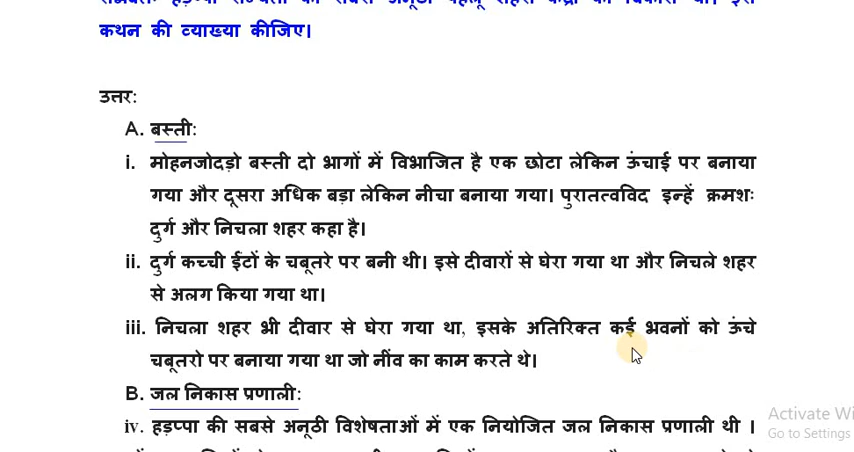 कथन की व्याख्या कीजिए।
उत्तर:
A. बस्ती:
i. मोहनजोदड़ो बस्ती दो भागों में विभाजित है एक छोटा लेकिन ऊंचाई पर बनाया
गया और दूसरा अधिक बड़ा लेकिन नीचा बनाया गया। पुरातत्वविद इन्हें क्रमशः
दुर्ग और निचला शहर कहा है।
ii. दुर्ग कच्ची ईंटों के चबूतरे पर बनी थी। इसे दीवारों से घेरा गया था और निचले शहर
से अलग किया गया था।
iii. निचला शहर भी दीवार से घेरा गया था, इसके अतिरिक्त कई भवनों को ऊंचे
चबूतरो पर बनाया गया था जो नींव का काम करते थे।
B. जल निकास प्रणाली:
iv. हड़प्पा की सबसे अनूठी विशेषताओं में एक नियोजित जल निकास प्रणाली थी ।
Activate Wi
Go to Settings